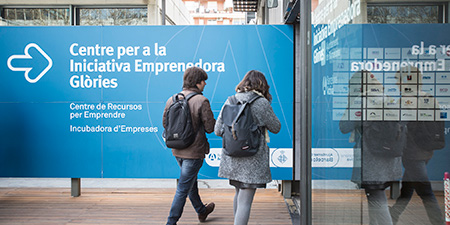 Centre per a la
Iniciativa Emprenedora
Glòries
Centre de Recursos
per Emprendre
Incubadora d'Empreses